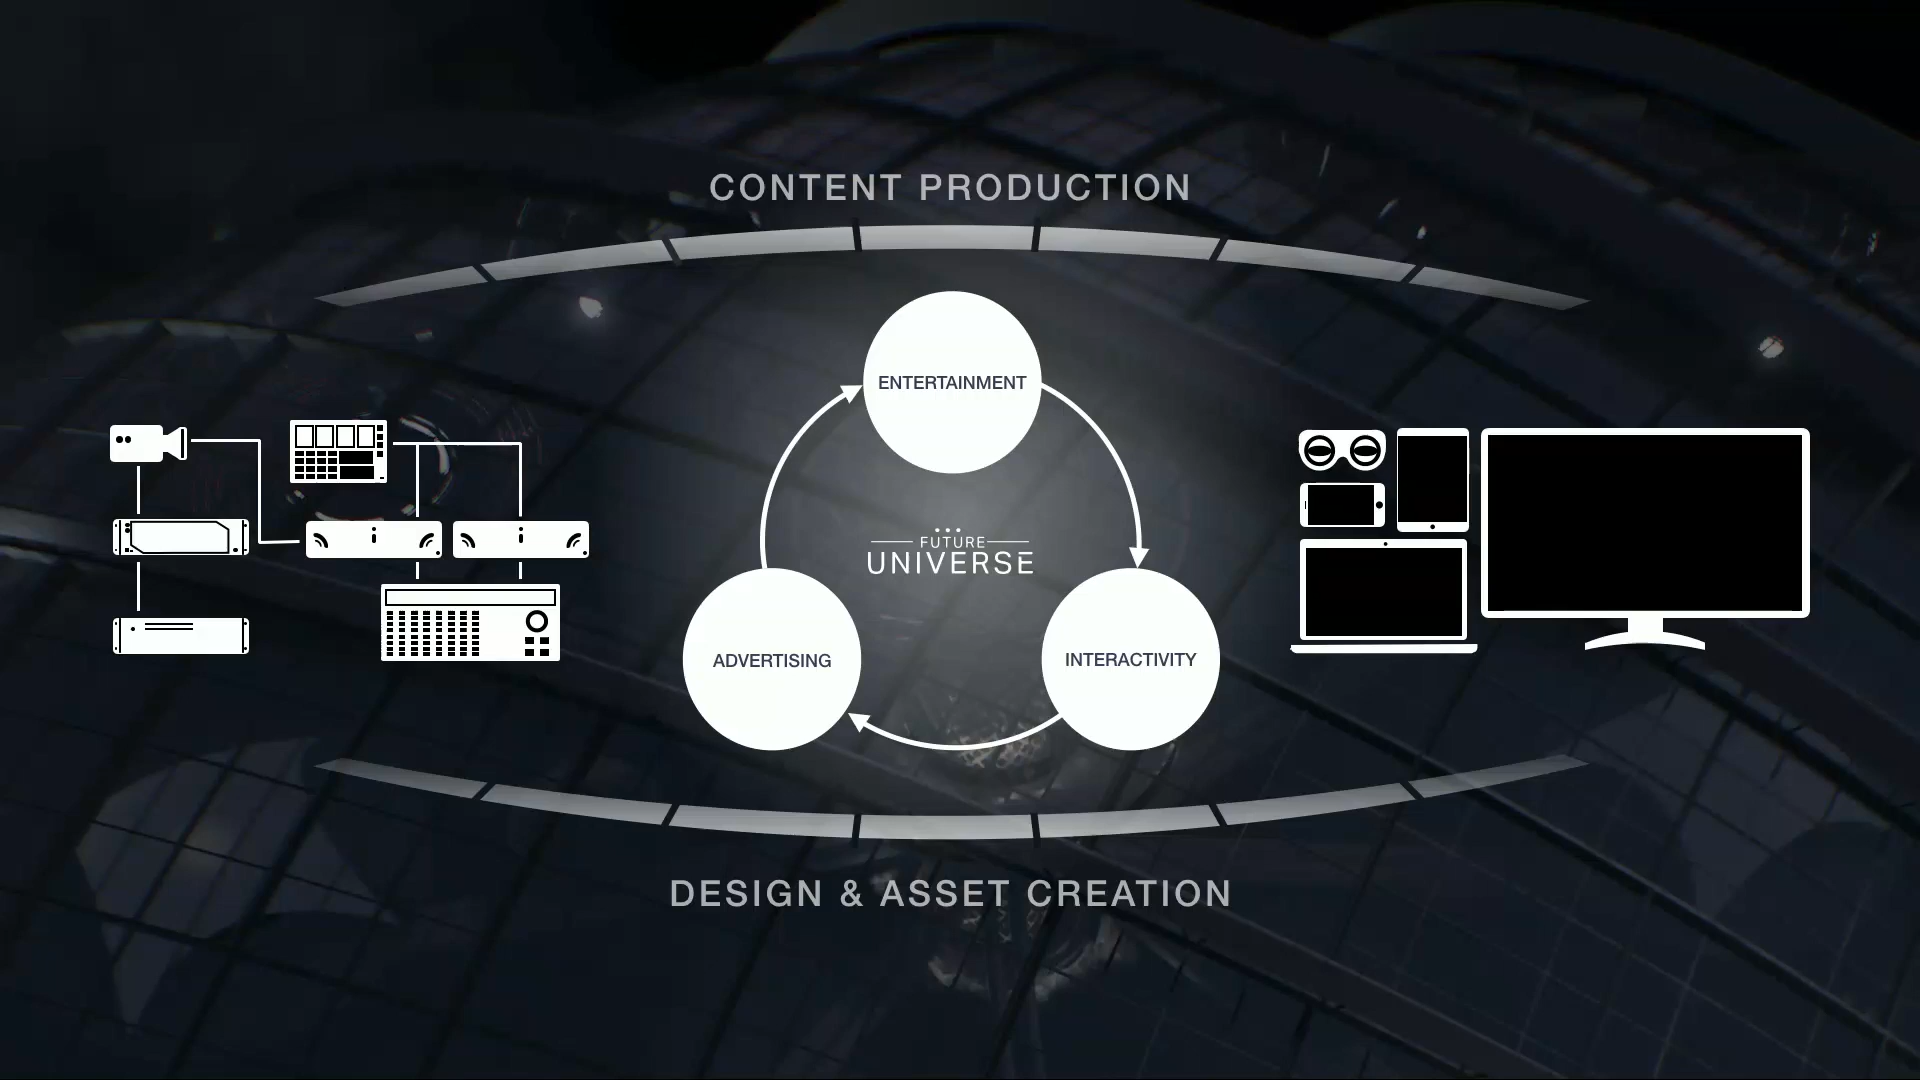 CONTENT PRODUCTION
ENTERTAINMENT
FUTURE
UNIVERSE
ADVERTISING
INTERACTIVITY
DESIGN & ASSET CREATION